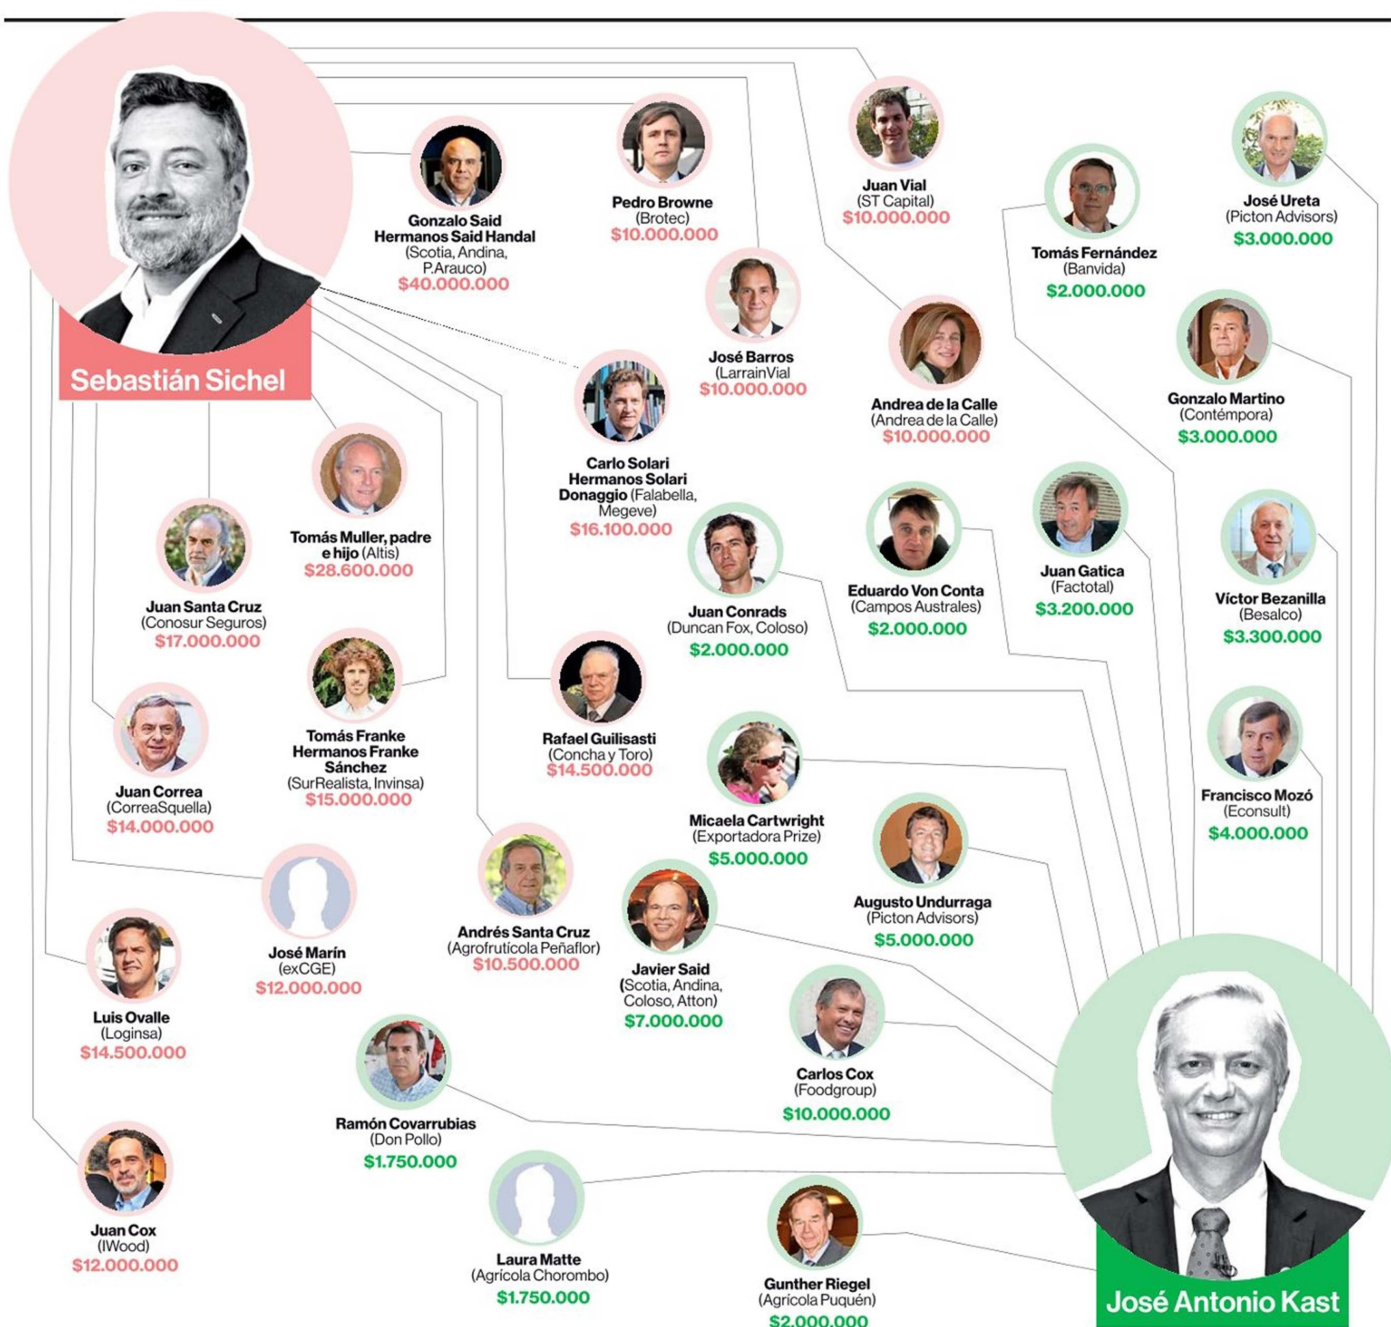 Sebastián Sichel
Gonzalo Said
Hermanos Said Handal
(Scotia, Andina,
P.Arauco)
$40.000.000
Pedro Browne
(Brotec)
$10.000.000
Juan Vial
(ST Capital)
$10.000.000
José Ureta
(Picton Advisors)
$3.000.000
Tomás Fernández
(Banvida)
$2.000.000
José Barros
(LarrainVial
$10.000.000
Andrea de la Calle
(Andrea de la Calle)
$10.000.000
Gonzalo Martino
(Contémpora)
$3.000.000
Carlo Solari
Hermanos Solari
Donaggio (Falabella,
Megeve)
$16.100.000
Tomás Muller, padre
e hijo (Altis)
$28.600.000
Juan Santa Cruz
(Conosur Seguros)
$17.000.000
Juan Conrads
(Duncan Fox, Coloso)
$2.000.000
Eduardo Von Conta
(Campos Australes)
$2.000.000
Juan Gatica
(Factotal)
$3.200.000
Víctor Bezanilla
(Besalco)
$3.300.000
Juan Correa
(CorreaSquella)
$14.000.000
Tomás Franke
Hermanos Franke
Sánchez
(SurRealista, Invinsa)
$15.000.000
Rafael Guilisasti
(Concha y Toro)
$14.500.000
Micaela Cartwright
(Exportadora Prize)
$5.000.000
Francisco Mozó
(Econsult)
$4.000.000
Augusto Undurraga
(Picton Advisors)
$5.000.000
José Marín
(exCGE)
$12.000.000
Andrés Santa Cruz
(Agrofrutícola Peñaflor)
$10.500.000
Javier Said
(Scotia, Andina,
Coloso, Atton)
$7.000.000
Luis Ovalle
(Loginsa)
$14.500.000
Carlos Cox
(Foodgroup)
$10.000.000
Ramón Covarrubias
(Don Pollo)
$1.750.000
Juan Cox
(IWood)
$12.000.000
Laura Matte
(Agrícola Chorombo)
$1.750.000
Gunther Riegel
(Agrícola Puquén)
$2.000.000
José Antonio Kast